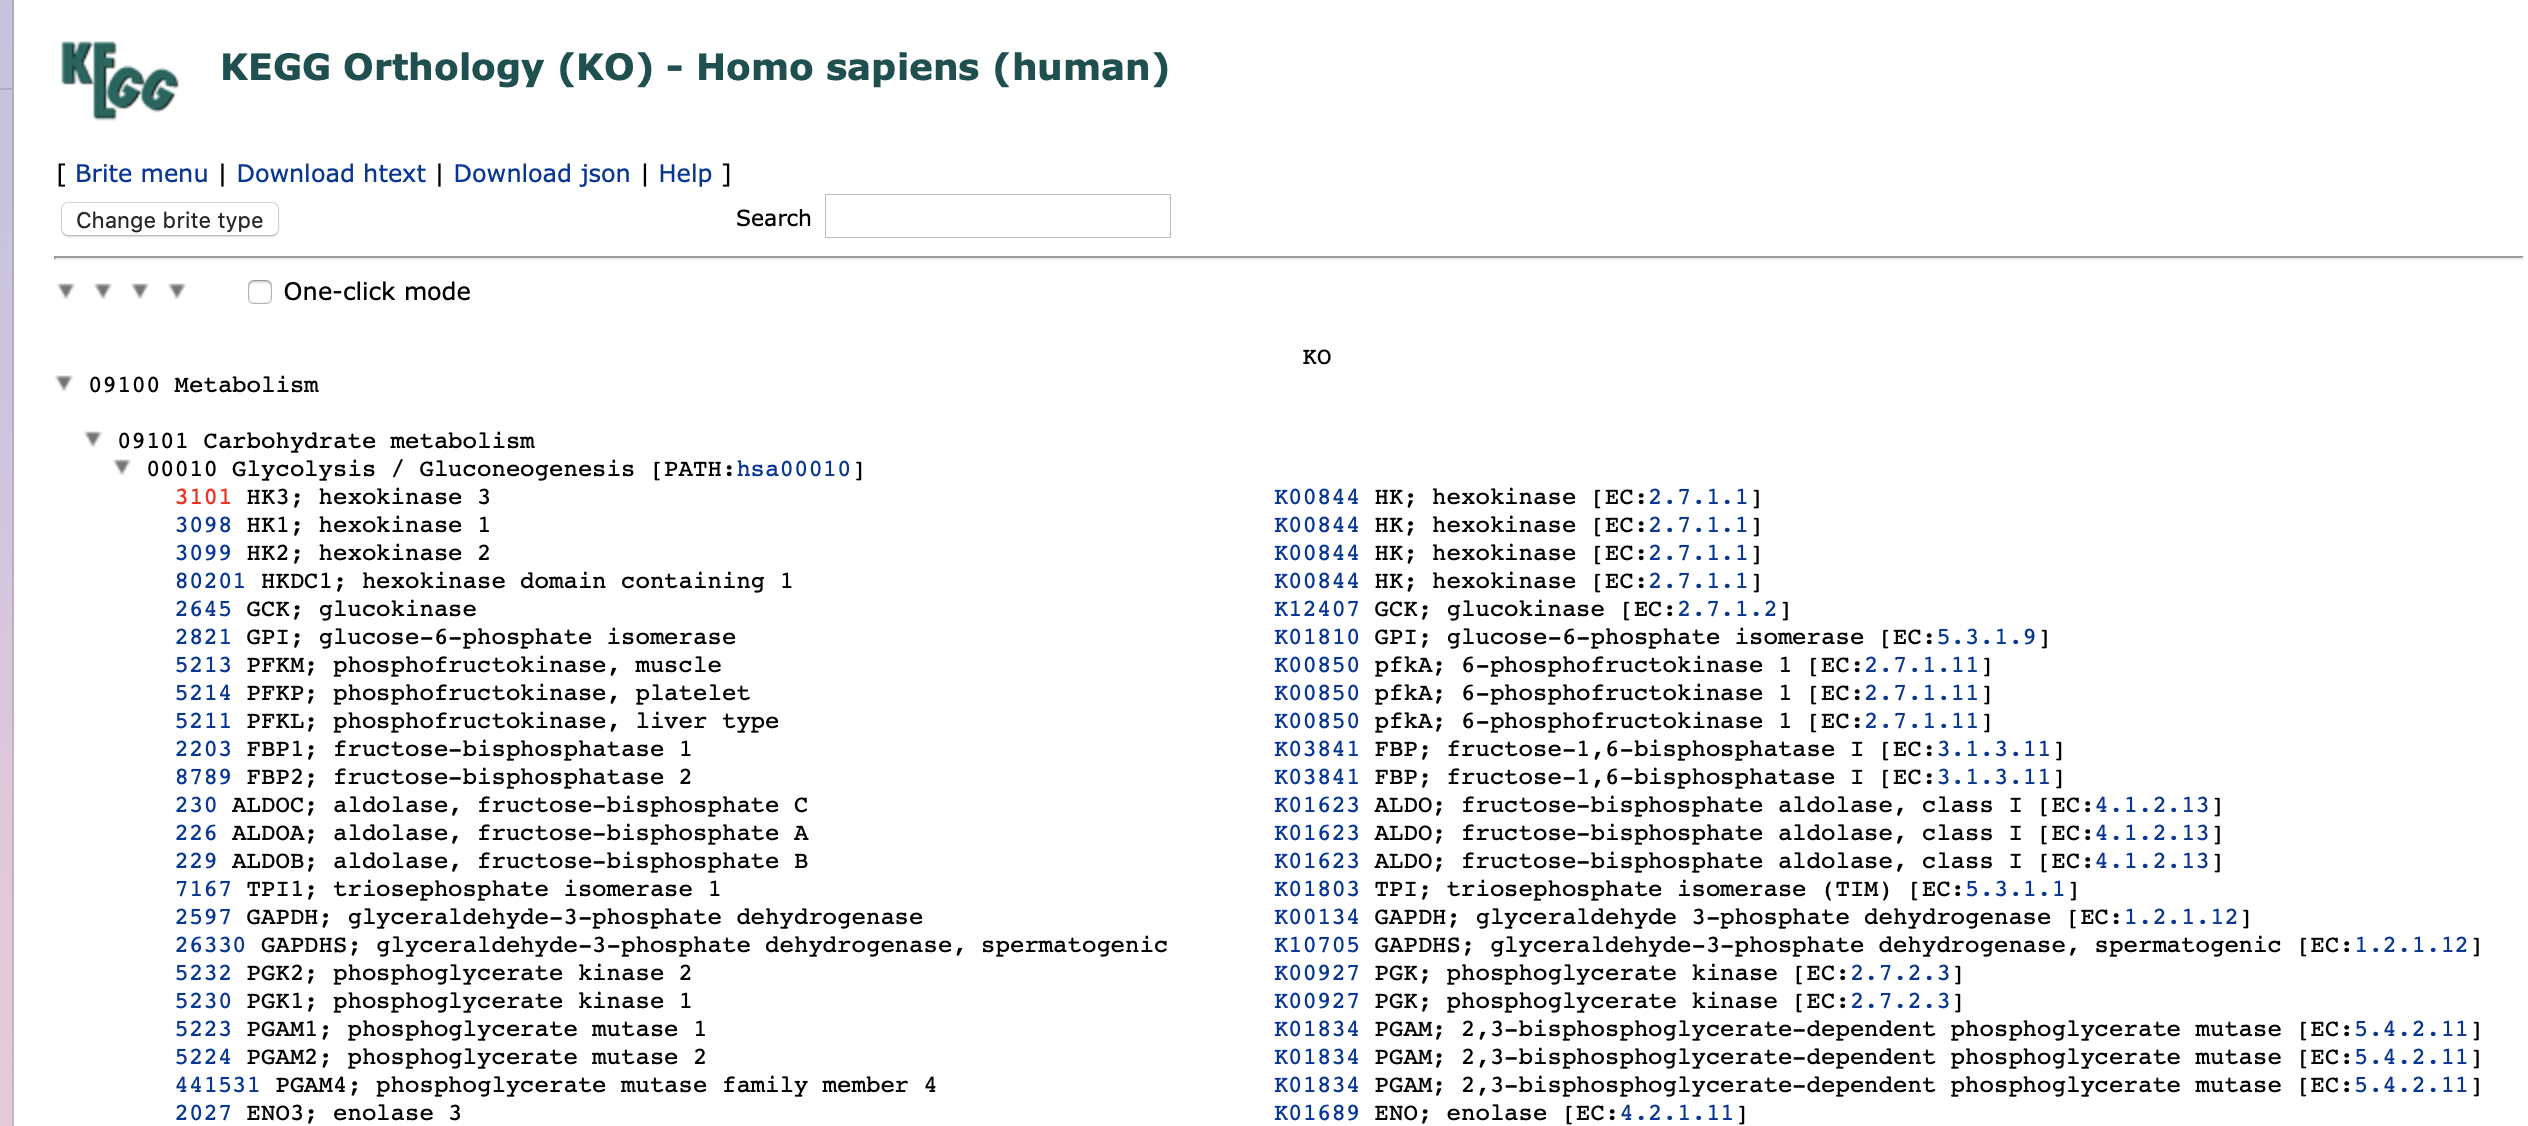 KEGG
KEGG Orthology (KO) - Homo sapiens (human)
[ Brite menu | Download htext | Download json | Help ]
Change brite type Search
One-click mode
KO
09100 Metabolism
09101 Carbohydrate metabolism
00010 Glycolysis / Gluconeogenesis [PATH:hsa00010]
3101 HK3; hexokinase 3 K00844 HK; hexokinase [EC:2.7.1.1]
3098 HK1; hexokinase 1 K00844 HK; hexokinase [EC:2.7.1.1]
3099 HK2; hexokinase 2 K00844 HK; hexokinase [EC:2.7.1.1]
80201 HKDC1; hexokinase domain containing 1 K00844 HK; hexokinase [EC:2.7.1.1]
2645 GCK; glucokinase K12407 GCK; glucokinase [EC:2.7.1.2]
2821 GPI; glucose-6-phosphate isomerase K01810 GPI; glucose-6-phosphate isomerase [EC:5.3.1.9]
5213 PFKM; phosphofructokinase, muscle K00850 pfkA; 6-phosphofructokinase 1 [EC:2.7.1.11]
5214 PFKP; phosphofructokinase, platelet K00850 pfkA; 6-phosphofructokinase 1 [EC:2.7.1.11]
5211 PFKL; phosphofructokinase, liver type K00850 pfkA; 6-phosphofructokinase 1 [EC:2.7.1.11]
2203 FBP1; fructose-bisphosphatase 1 K03841 FBP; fructose-1,6-bisphosphatase I [EC:3.1.3.11]
8789 FBP2; fructose-bisphosphatase 2 K03841 FBP; fructose-1,6-bisphosphatase I [EC:3.1.3.11]
230 ALDOC; aldolase, fructose-bisphosphate C K01623 ALDO; fructose-bisphosphate aldolase, class I [EC:4.1.2.13]
226 ALDOA; aldolase, fructose-bisphosphate A K01623 ALDO; fructose-bisphosphate aldolase, class I [EC:4.1.2.13]
229 ALDOB; aldolase, fructose-bisphosphate B K01623 ALDO; fructose-bisphosphate aldolase, class I [EC:4.1.2.13]
7167 TPI1; triosephosphate isomerase 1 K01803 TPI; triosephosphate isomerase (TIM) [EC:5.3.1.1]
2597 GAPDH; glyceraldehyde-3-phosphate dehydrogenase K00134 GAPDH; glyceraldehyde 3-phosphate dehydrogenase [EC:1.2.1.12]
26330 GAPDHS; glyceraldehyde-3-phosphate dehydrogenase, spermatogenic K10705 GAPDHS; glyceraldehyde-3-phosphate dehydrogenase, spermatogenic [EC:1.2.1.12]
5232 PGK2; phosphoglycerate kinase 2 K00927 PGK; phosphoglycerate kinase [EC:2.7.2.3]
5230 PGK1; phosphoglycerate kinase 1 K00927 PGK; phosphoglycerate kinase [EC:2.7.2.3]
5223 PGAM1; phosphoglycerate mutase 1 K01834 PGAM; 2,3-bisphosphoglycerate-dependent phosphoglycerate mutase [EC:5.4.2.11]
5224 PGAM2; phosphoglycerate mutase 2 K01834 PGAM; 2,3-bisphosphoglycerate-dependent phosphoglycerate mutase [EC:5.4.2.11]
441531 PGAM4; phosphoglycerate mutase family member 4 K01834 PGAM; 2,3-bisphosphoglycerate-dependent phosphoglycerate mutase [EC:5.4.2.11]
2027 ENO3; enolase 3 K01689 ENO; enolase [EC:4.2.1.11]